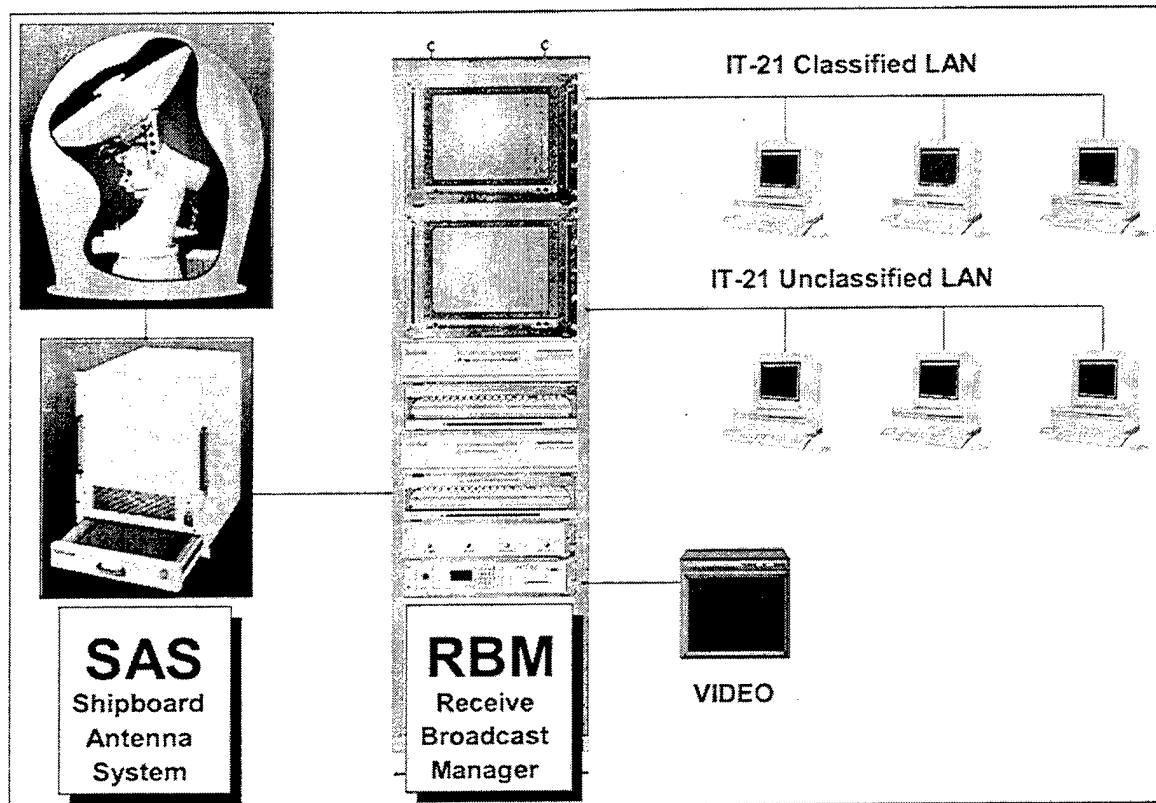 IT-21 Classified LAN
IT-21 Unclassified LAN
SAS
Shipboard
Antenna
System
RBM
Receive
Broadcast
Manager
VIDEO